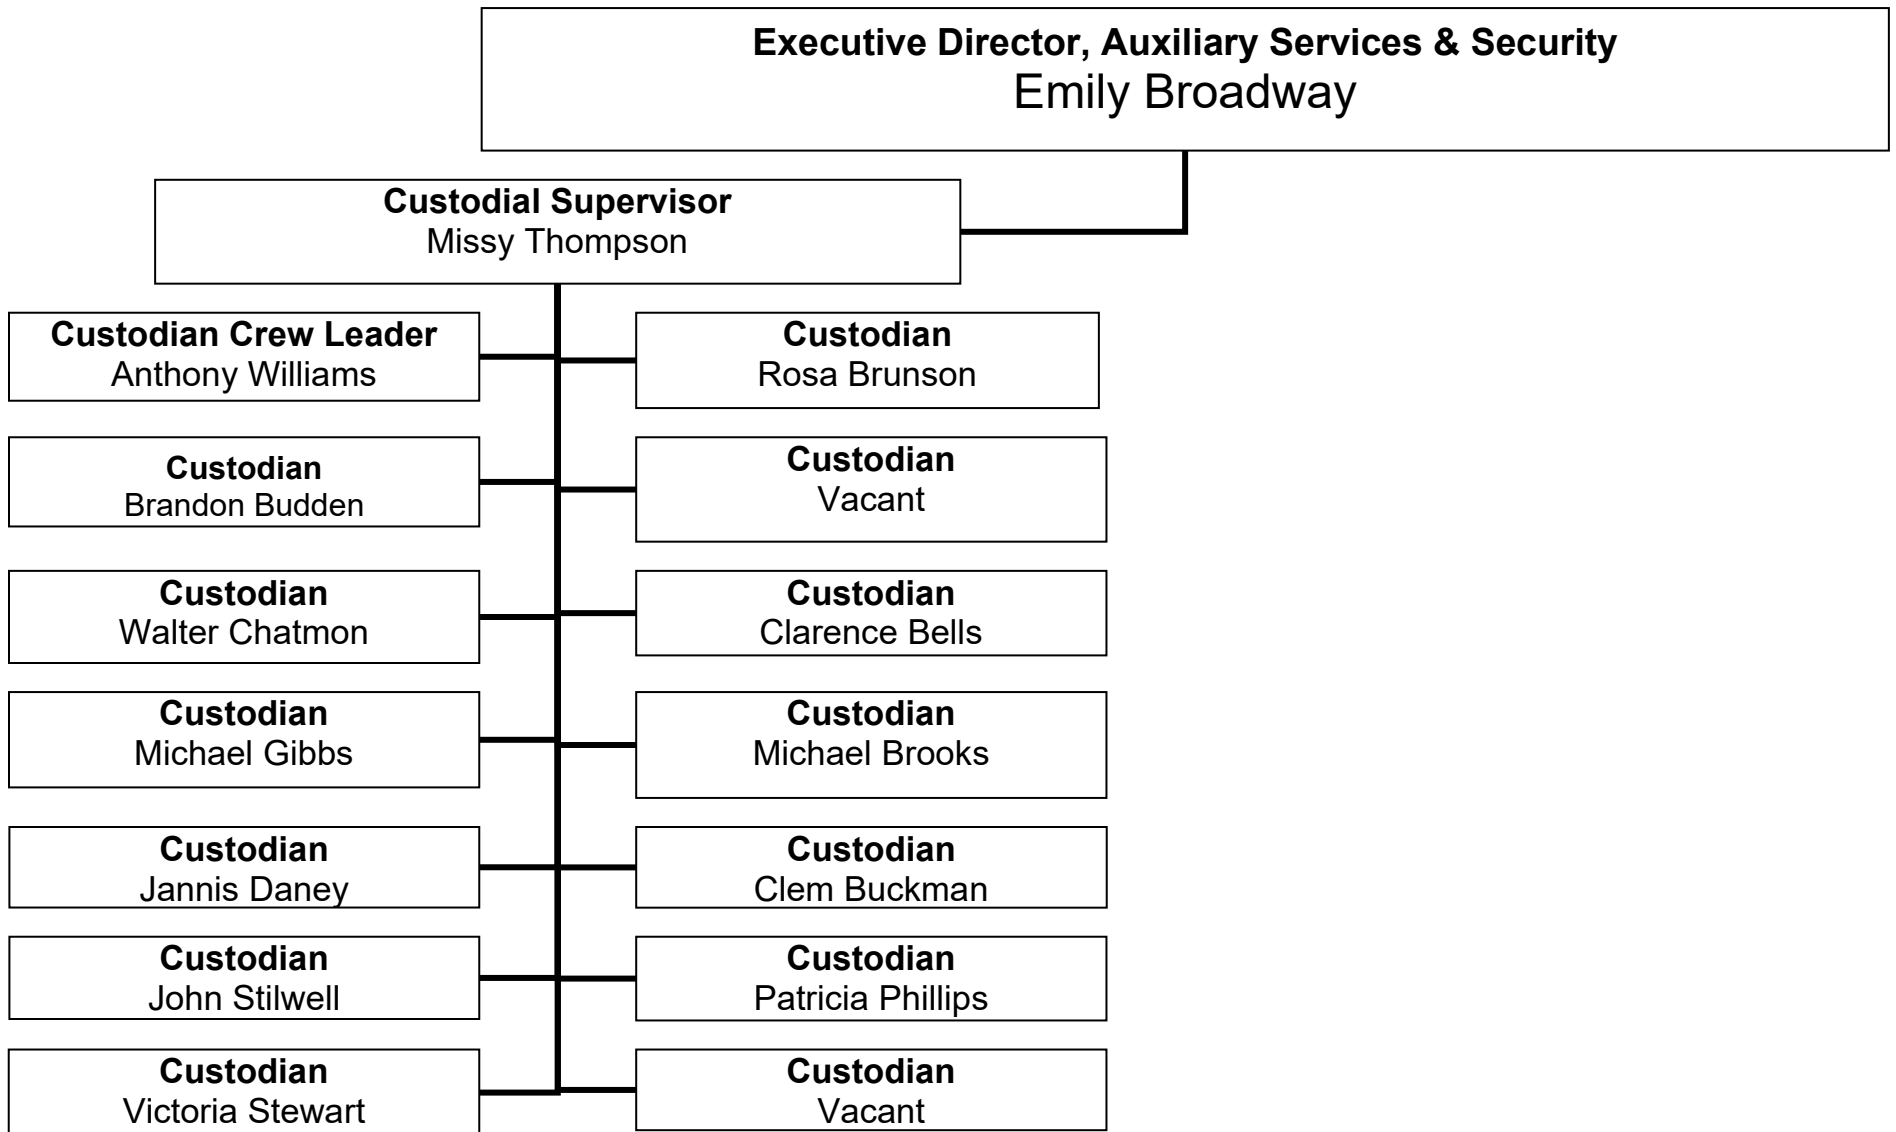 Executive Director, Auxiliary Services & Security
Emily Broadway
Custodial Supervisor
Missy Thompson
Custodian Crew Leader
Anthony Williams
Custodian
Rosa Brunson
Custodian
Brandon Budden
Custodian
Vacant
Custodian
Walter Chatmon
Custodian
Clarence Bells
Custodian
Michael Gibbs
Custodian
Michael Brooks
Custodian
Jannis Daney
Custodian
Clem Buckman
Custodian
John Stilwell
Custodian
Patricia Phillips
Custodian
Victoria Stewart
Custodian
Vacant